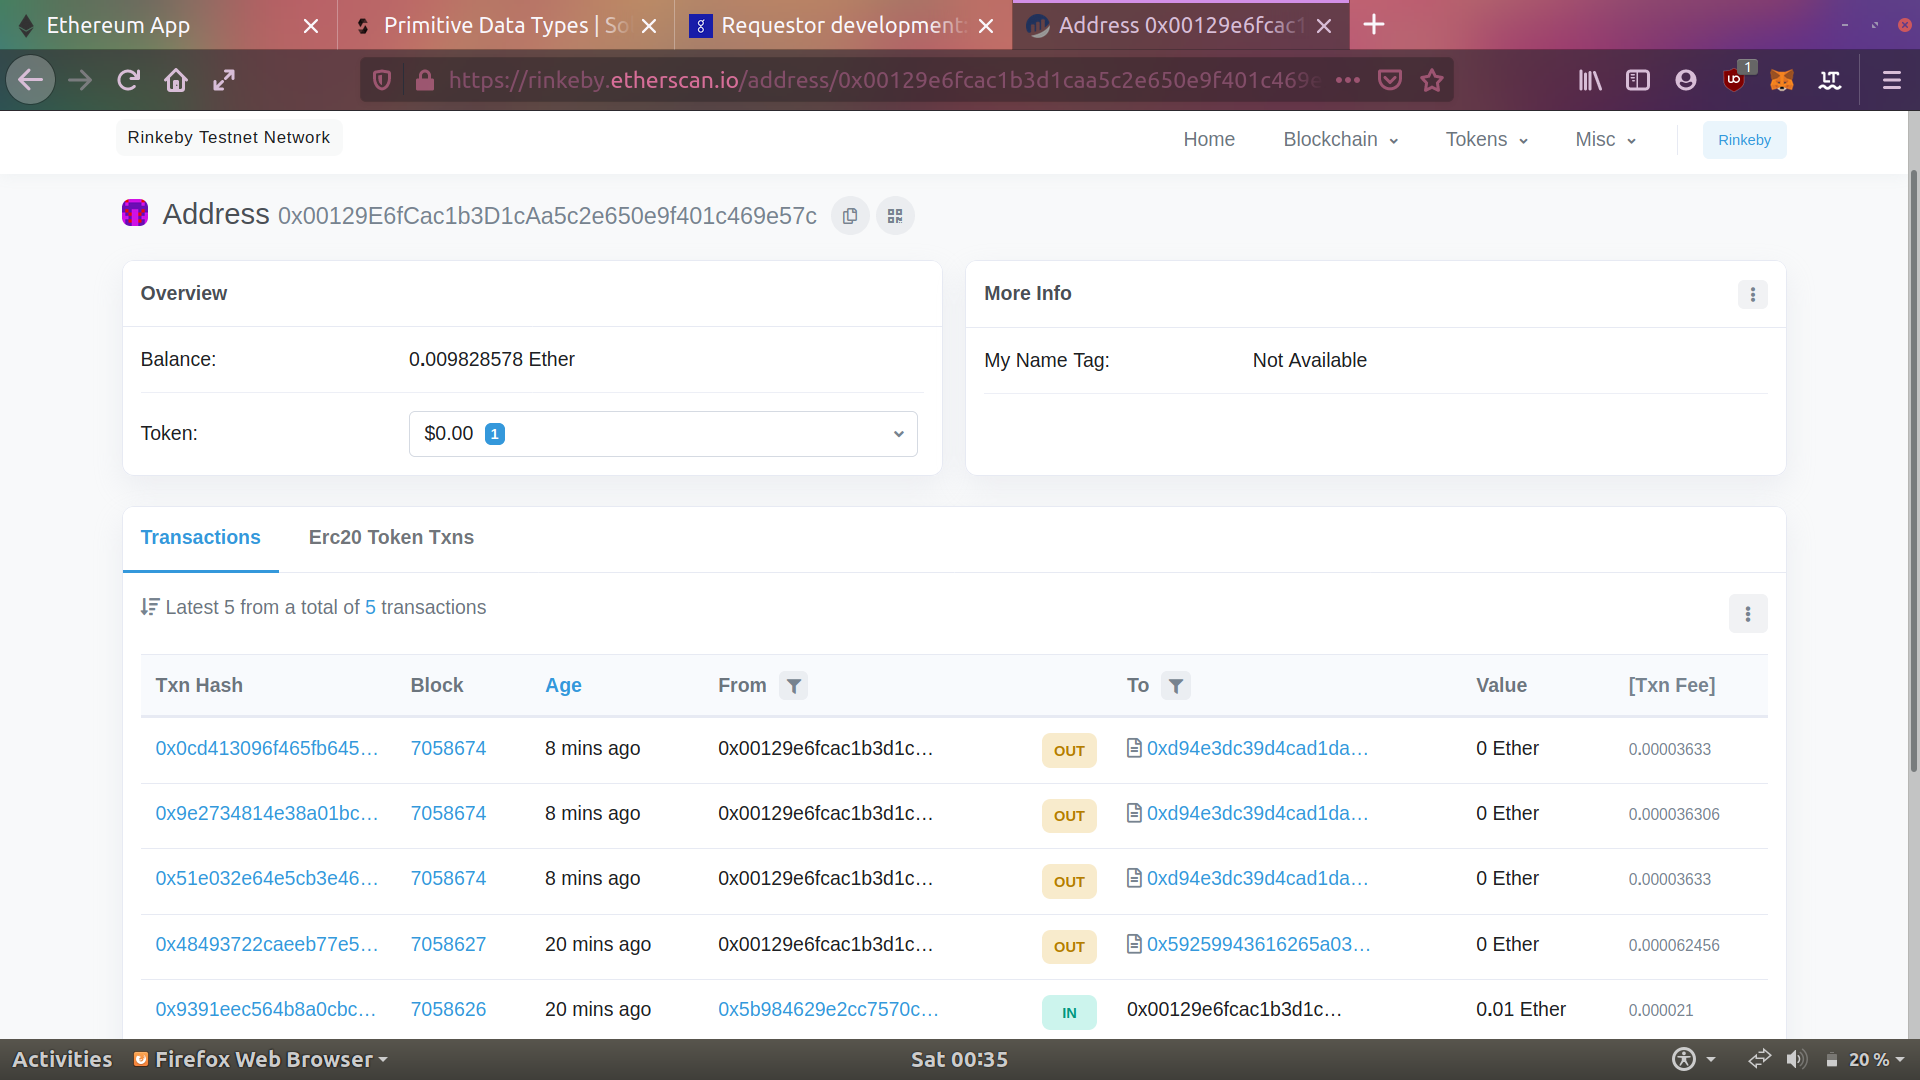 Ethereum App
Primitive Data Types | So
Requestor development:
Address 0x00129e6fcac1
https://rinkeby.etherscan.io/address/0x00129e6fcac1b3d1caa5c2e650e9f401c469e
1
Rinkeby Testnet Network
Home
Blockchain
Tokens
Misc
Rinkeby
Address 0x00129E6fCac1b3D1cAa5c2e650e9f401c469e57c
Overview
Balance: 0.009828578 Ether
Token: $0.00 1
More Info
My Name Tag: Not Available
Transactions
Erc20 Token Txns
Latest 5 from a total of 5 transactions
Txn Hash Block Age From To Value [Txn Fee]
0x0cd413096f465fb645... 7058674 8 mins ago 0x00129e6fcac1b3d1c... OUT 0xd94e3dc39d4cad1da... 0 Ether 0.00003633
0x9e2734814e38a01bc... 7058674 8 mins ago 0x00129e6fcac1b3d1c... OUT 0xd94e3dc39d4cad1da... 0 Ether 0.000036306
0x51e032e64e5cb3e46... 7058674 8 mins ago 0x00129e6fcac1b3d1c... OUT 0xd94e3dc39d4cad1da... 0 Ether 0.00003633
0x48493722caeeb77e5... 7058627 20 mins ago 0x00129e6fcac1b3d1c... OUT 0x59259943616265a03... 0 Ether 0.000062456
0x9391eec564b8a0cbc... 7058626 20 mins ago 0x5b984629e2cc7570c... IN 0x00129e6fcac1b3d1c... 0.01 Ether 0.000021
Activities Firefox Web Browser Sat 00:35 20 %